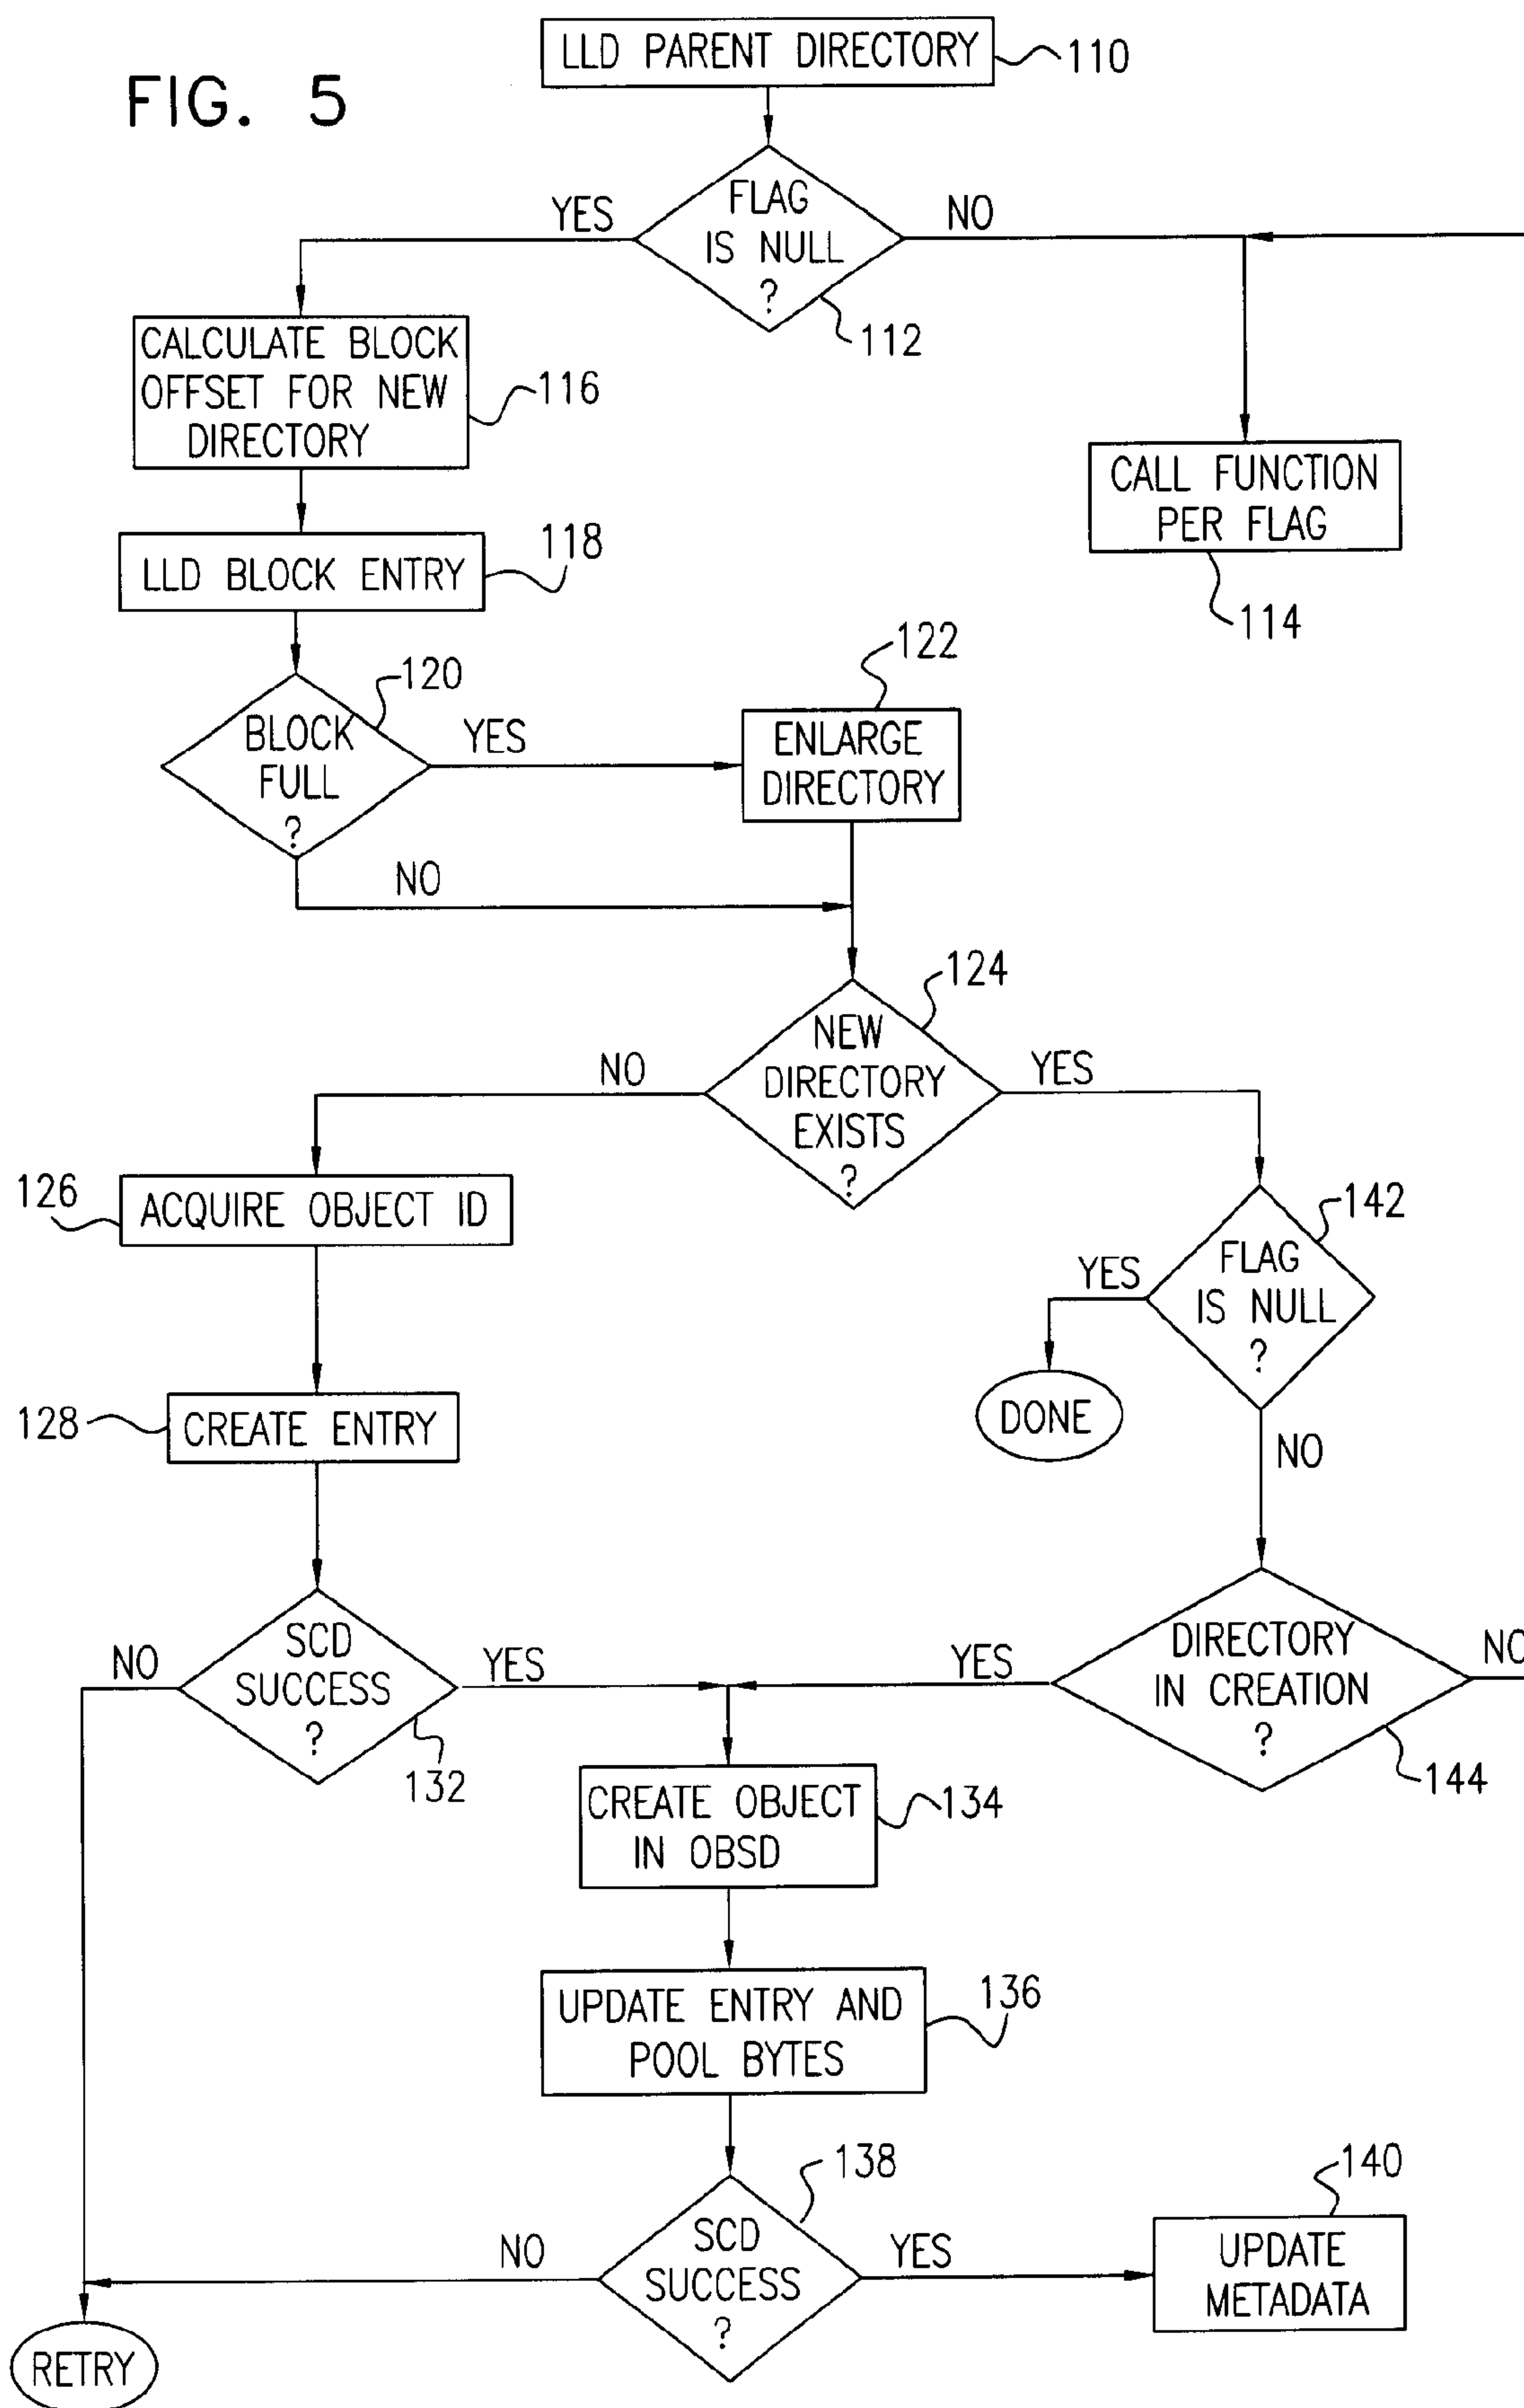 FIG. 5
LLD PARENT DIRECTORY
110
FLAG
IS NULL
?
YES
NO
112
CALCULATE BLOCK
OFFSET FOR NEW
DIRECTORY
116
CALL FUNCTION
PER FLAG
114
LLD BLOCK ENTRY
118
BLOCK
FULL
?
120
YES
NO
ENLARGE
DIRECTORY
122
NEW
DIRECTORY
EXISTS
?
124
NO
YES
126
ACQUIRE OBJECT ID
FLAG
IS NULL
?
142
YES
DONE
NO
128
CREATE ENTRY
SCD
SUCCESS
?
NO
YES
132
DIRECTORY
IN CREATION
?
YES
NO
144
CREATE OBJECT
IN OBSD
134
UPDATE ENTRY AND
POOL BYTES
136
SCD
SUCCESS
?
138
NO
YES
UPDATE
METADATA
140
RETRY